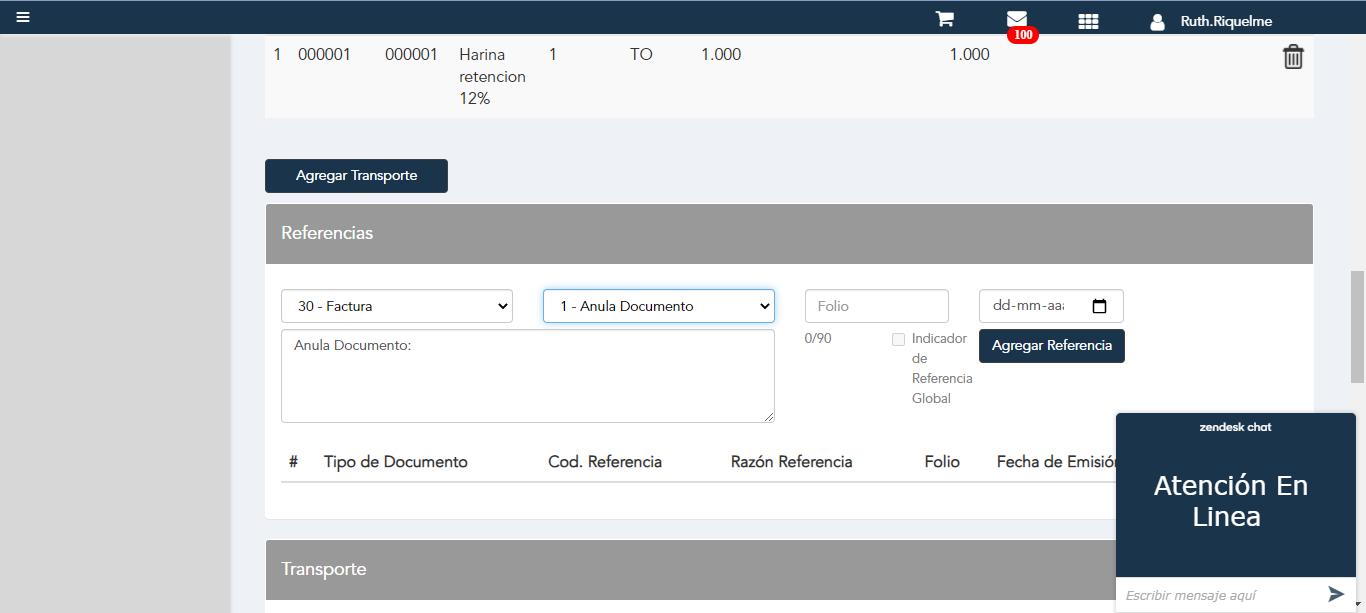 Ruth.Riquelme
100
1 000001 000001 Harina 1 TO 1.000 1.000
retencion
12%
Agregar Transporte
Referencias
30 - Factura 1 - Anula Documento Folio dd-mm-aa
Anula Documento: 0/90 Indicador Agregar Referencia
de
Referencia
Global
# Tipo de Documento Cod. Referencia Razón Referencia Folio Fecha de Emisión
zendesk chat
Atención En
Linea
Transporte
Escribir mensaje aquí